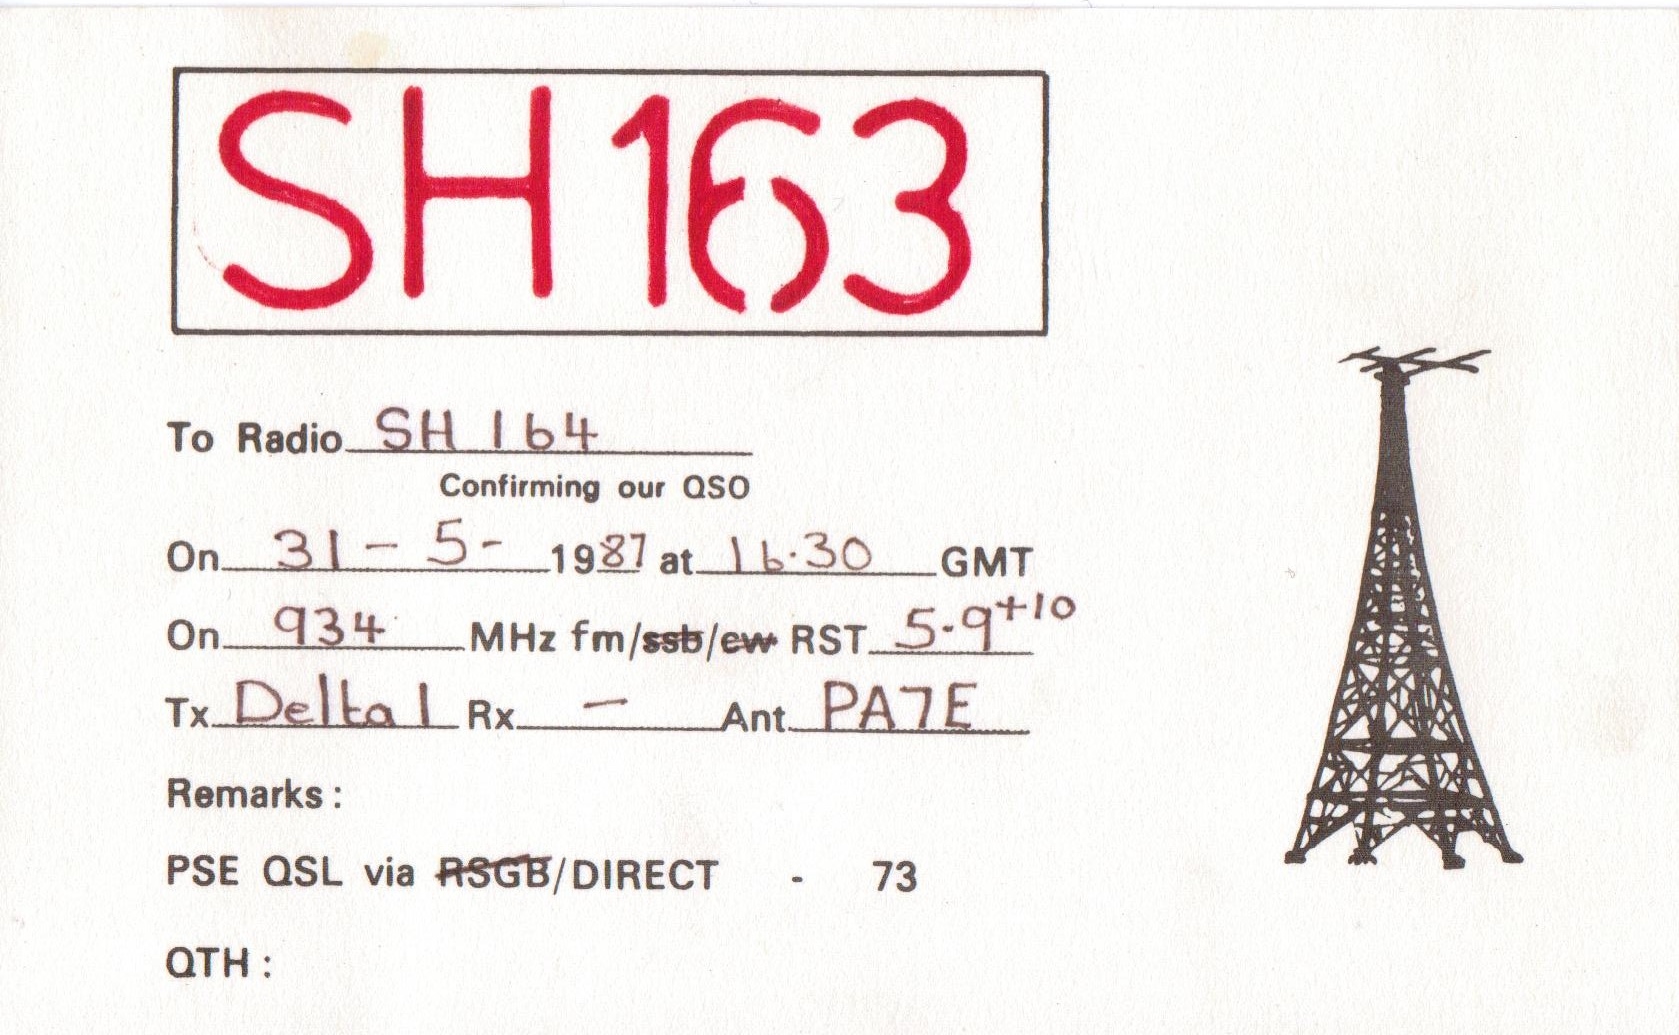 SH163
To Radio SH 164
Confirming our QSO
On 31 - 5 - 1987 at 16.30 GMT
On 934 MHz fm/ssb/cw RST 5.9+10
Tx Delta 1 Rx - Ant PA7E
Remarks :
PSE QSL via RSGB/DIRECT - 73
QTH :